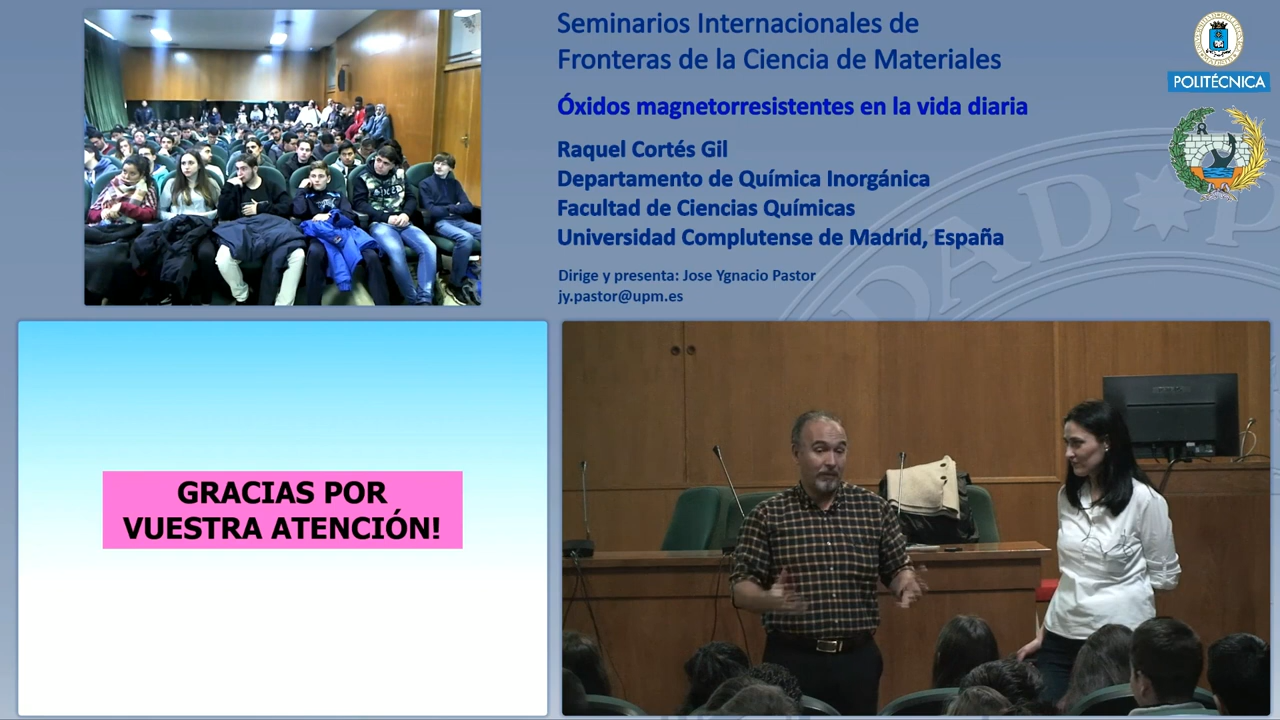 Seminarios Internacionales de
Fronteras de la Ciencia de Materiales
Óxidos magnetorresistentes en la vida diaria
Raquel Cortés Gil
Departamento de Química Inorgánica
Facultad de Ciencias Químicas
Universidad Complutense de Madrid, España
Dirige y presenta: Jose Ygnacio Pastor
jy.pastor@upm.es
POLITÉCNICA
DAD P
GRACIAS POR
VUESTRA ATENCIÓN!